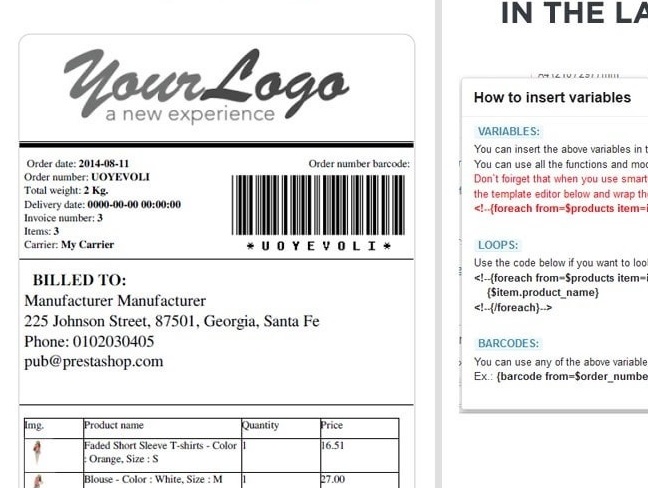 YourLogo
a new experience
Order date: 2014-08-11
Order number: UOYEVOLI
Total weight: 2 Kg.
Delivery date: 0000-00-00 00:00:00
Invoice number: 3
Items: 3
Carrier: My Carrier
Order number barcode:
*UOYEVOLI*
BILLED TO:
Manufacturer Manufacturer
225 Johnson Street, 87501, Georgia, Santa Fe
Phone: 0102030405
pub@prestashop.com
Img. Product name Quantity Price
Faded Short Sleeve T-shirts - Color 1 16.51
: Orange, Size : S
Blouse - Color : White, Size : M 1 27.00
IN THE LA
How to insert variables
VARIABLES:
You can insert the above variables in t
You can use all the functions and mod
Don't foirget that when you use smart
the template editor below and wrap th
<!--{foreach from=$products item=i
LOOPS:
Use the code below if you want to loo
<!--{foreach from=$products item=i
{$item.product_name}
<!--{/foreach}-->
BARCODES:
You can use any of the above variable
Ex.: {barcode from=$order_numbe